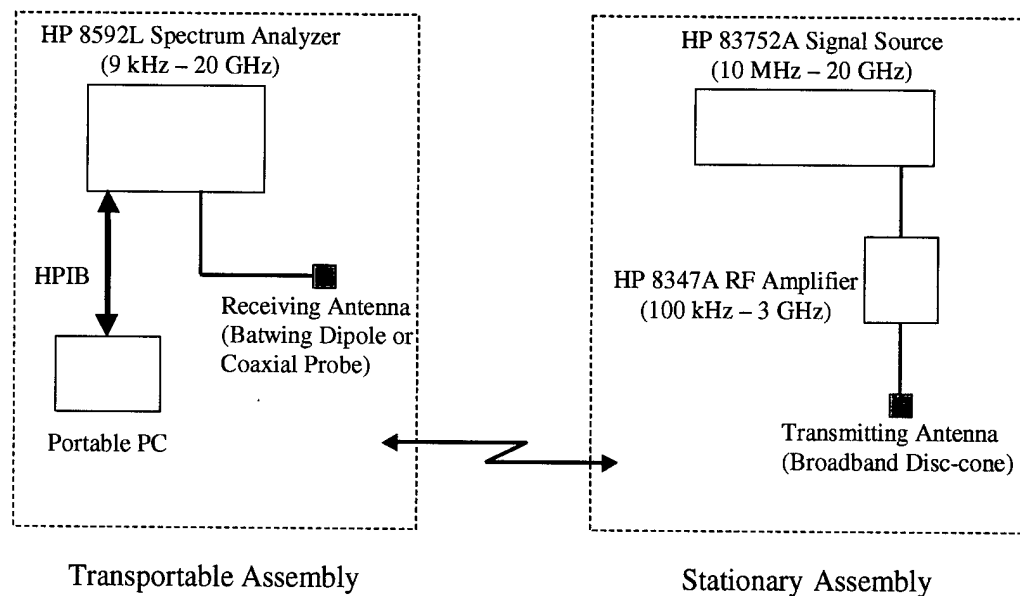 HP 8592L Spectrum Analyzer
(9 kHz – 20 GHz)
HPIB
Receiving Antenna
(Batwing Dipole or
Coaxial Probe)
Portable PC
Transportable Assembly
HP 83752A Signal Source
(10 MHz – 20 GHz)
HP 8347A RF Amplifier
(100 kHz – 3 GHz)
Transmitting Antenna
(Broadband Disc-cone)
Stationary Assembly